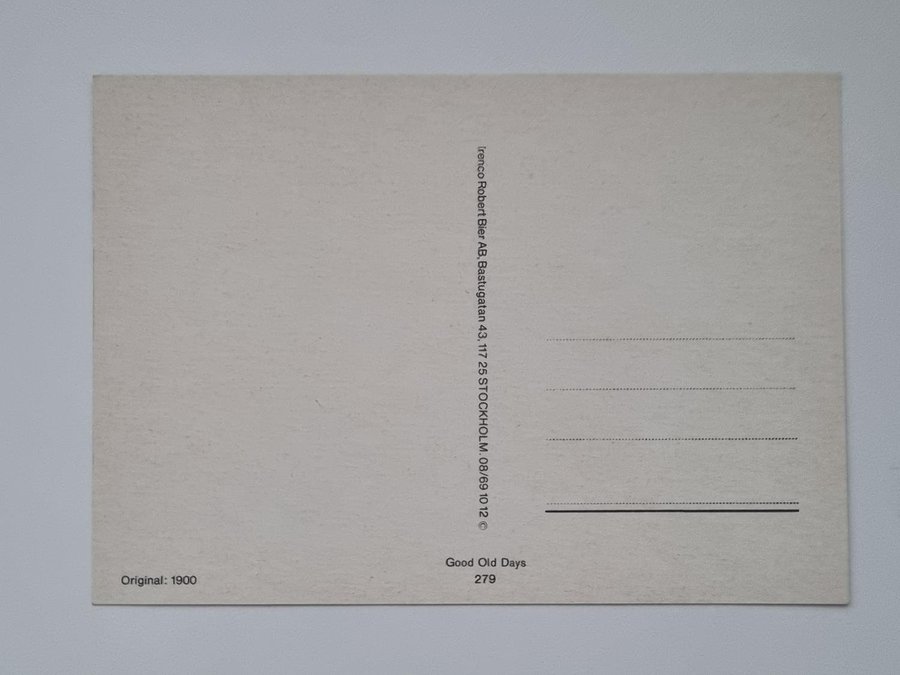 Irenco Robert Bier AB, Bastugatan 43, 117 25 STOCKHOLM. 08/69 10 12 ©
Good Old Days
279
Original: 1900